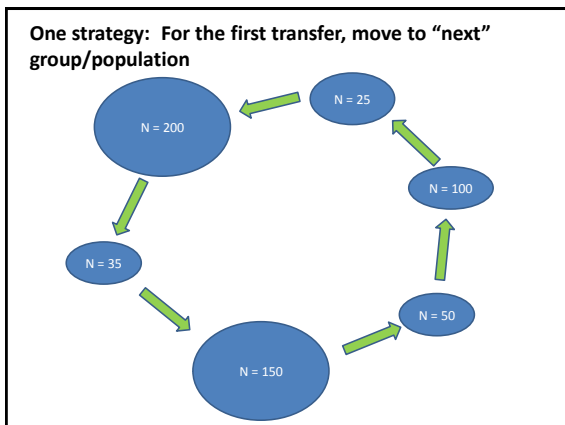 One strategy:  For the first transfer, move to “next”
group/population
N = 25
N = 200
N = 100
N = 35
N = 50
N = 150